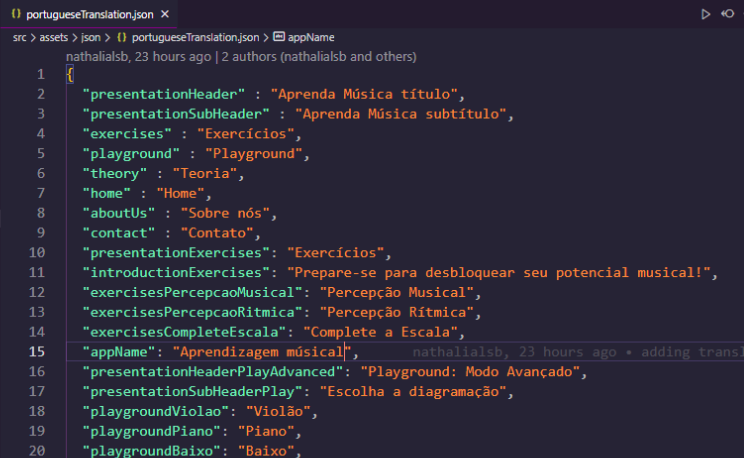 portugueseTranslation.json
src > assets > json > portugueseTranslation.json > appName
nathalialsb, 23 hours ago | 2 authors (nathalialsb and others)
1 {
2 "presentationHeader" : "Aprenda Música título",
3 "presentationSubHeader" : "Aprenda Música subtítulo",
4 "exercises" : "Exercícios",
5 "playground" : "Playground",
6 "theory" : "Teoria",
7 "home" : "Home",
8 "aboutUs" : "Sobre nós",
9 "contact" : "Contato",
10 "presentationExercises": "Exercícios",
11 "introductionExercises": "Prepare-se para desbloquear seu potencial musical!",
12 "exercisesPercepcaoMusical": "Percepção Musical",
13 "exercisesPercepcaoRitmica": "Percepção Rítmica",
14 "exercisesCompleteEscala": "Complete a Escala",
15 "appName": "Aprendizagem músical", nathalialsb, 23 hours ago • adding transl
16 "presentationHeaderPlayAdvanced": "Playground: Modo Avançado",
17 "presentationSubHeaderPlay": "Escolha a diagramação",
18 "playgroundViolao": "Violão",
19 "playgroundPiano": "Piano",
20 "playgroundBaixo": "Baixo",